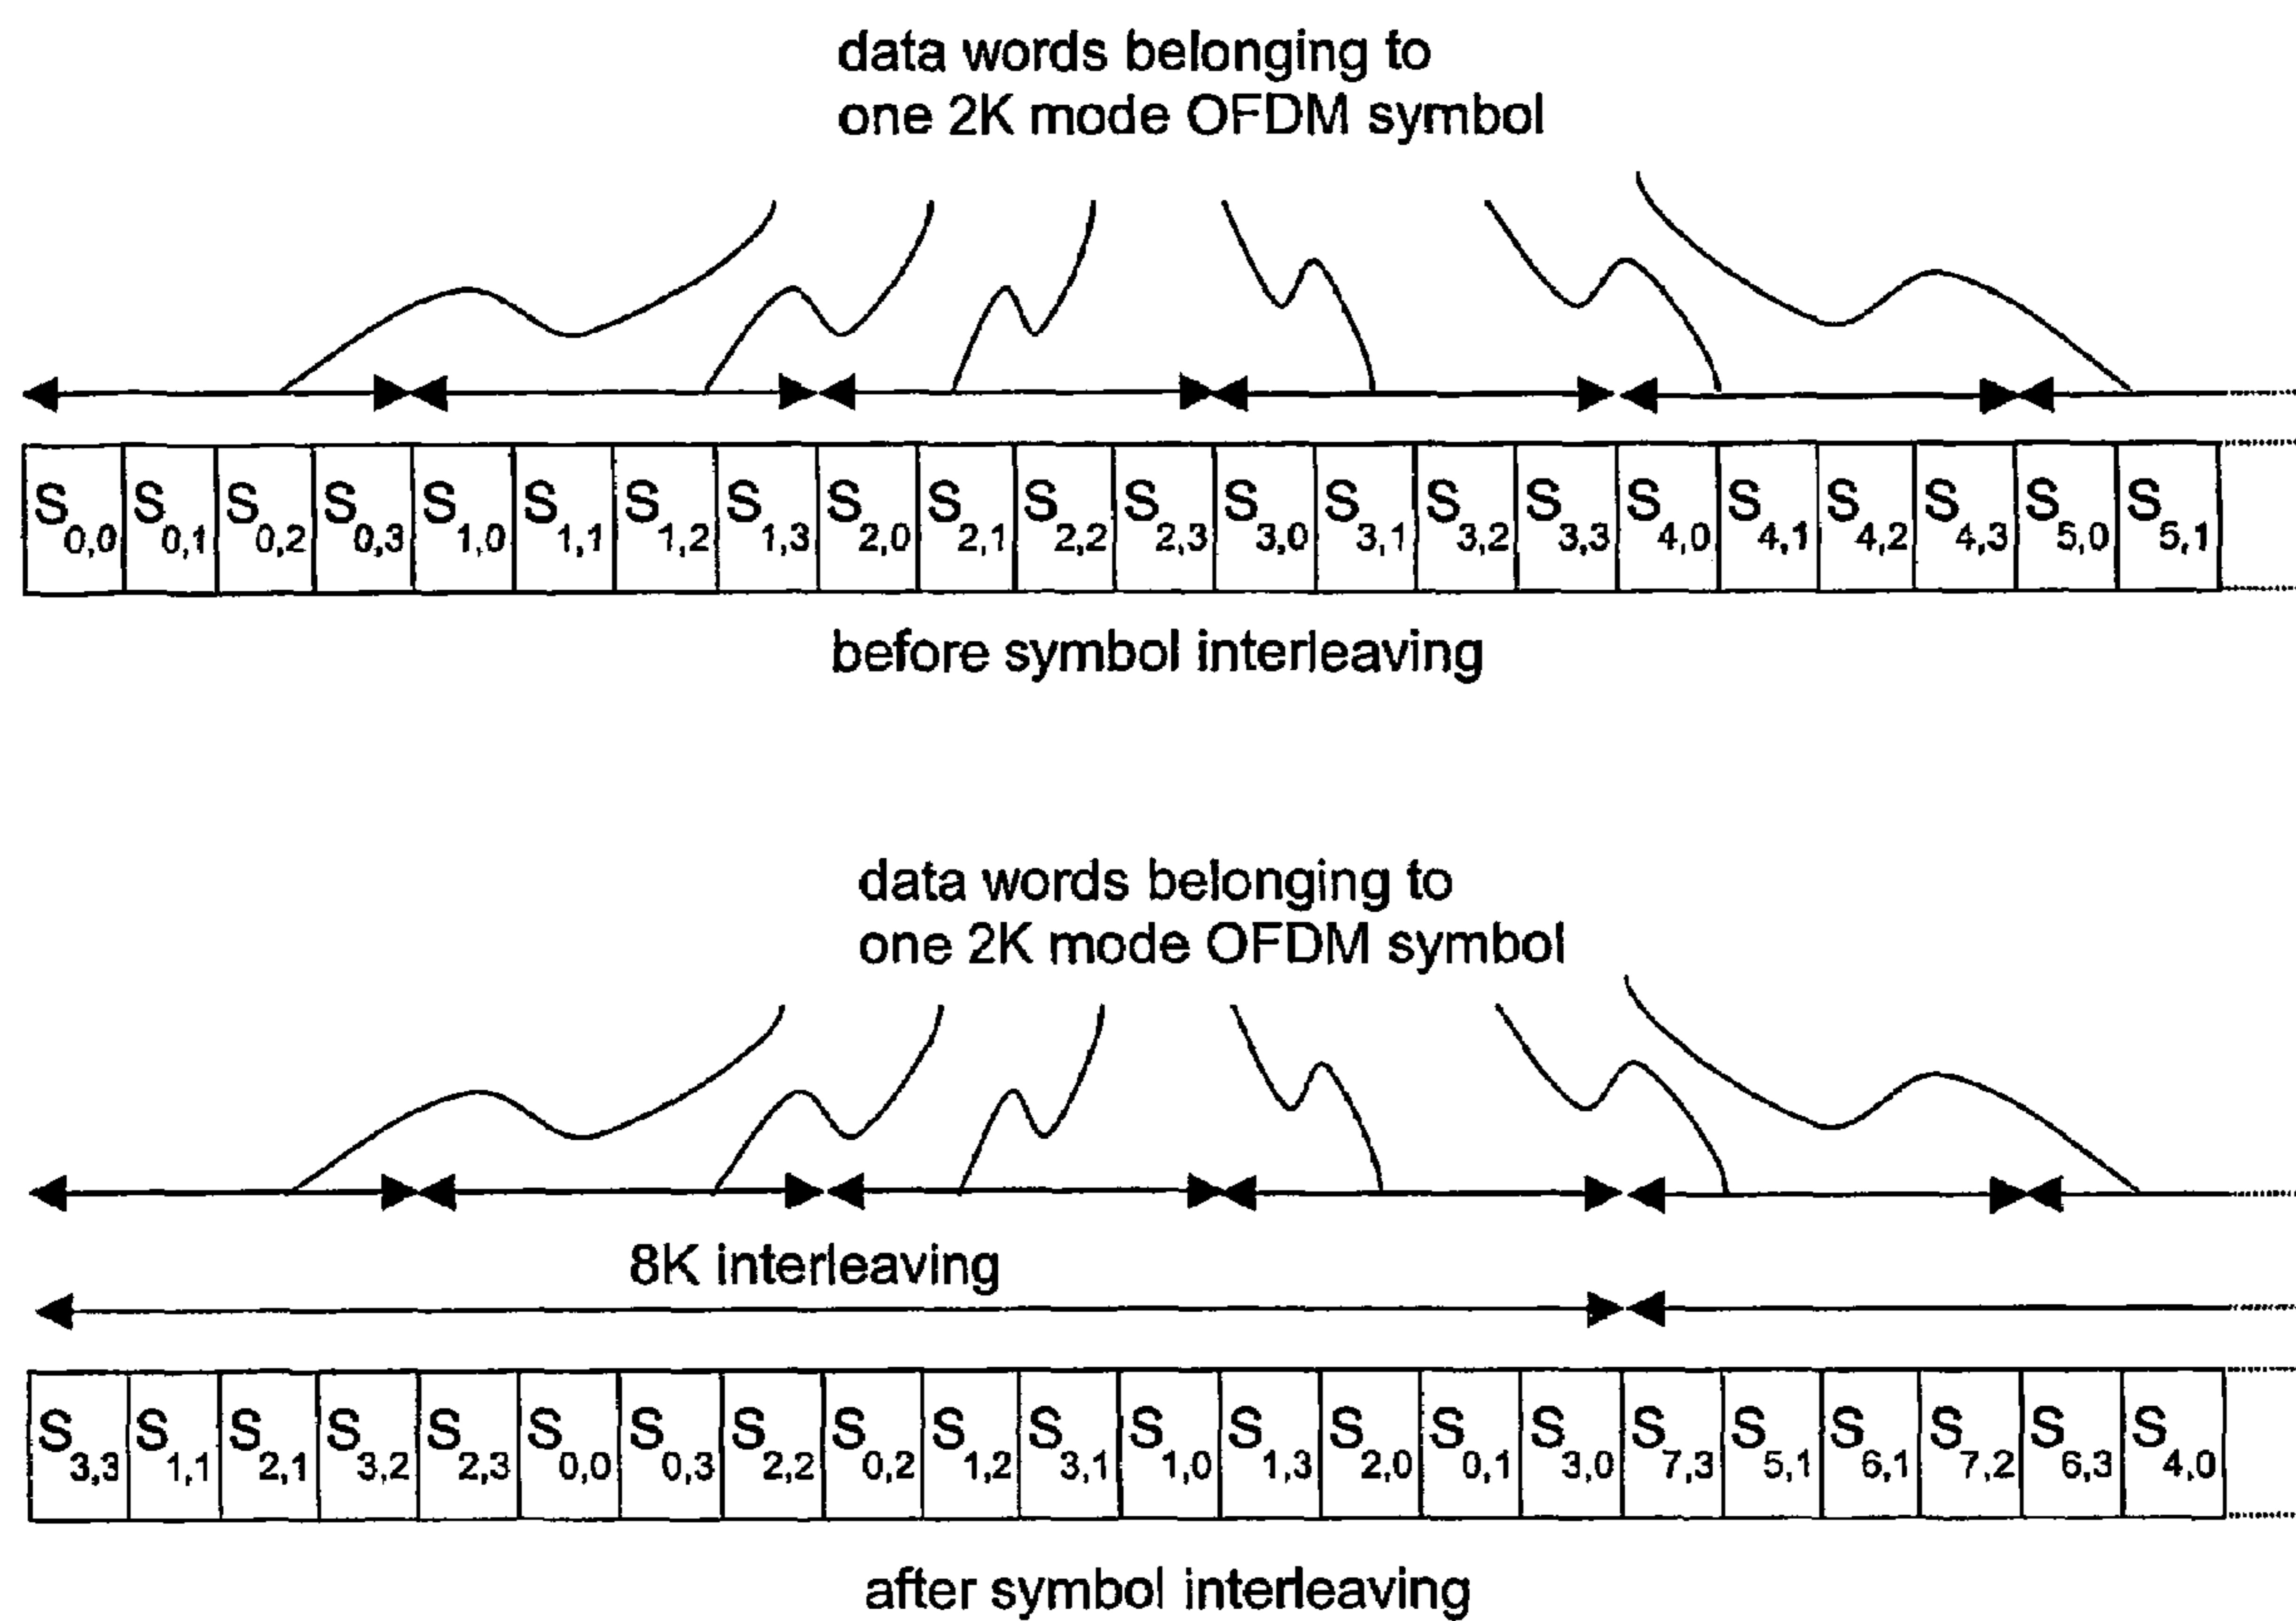 data words belonging to
one 2K mode OFDM symbol
S0,0 S0,1 S0,2 S0,3 S1,0 S1,1 S1,2 S1,3 S2,0 S2,1 S2,2 S2,3 S3,0 S3,1 S3,2 S3,3 S4,0 S4,1 S4,2 S4,3 S5,0 S5,1
before symbol interleaving
data words belonging to
one 2K mode OFDM symbol
8K interleaving
S3,3 S1,1 S2,1 S3,2 S2,3 S0,0 S0,3 S2,2 S0,2 S1,2 S3,1 S1,0 S1,3 S2,0 S0,1 S3,0 S7,3 S5,1 S6,1 S7,2 S6,3 S4,0
after symbol interleaving